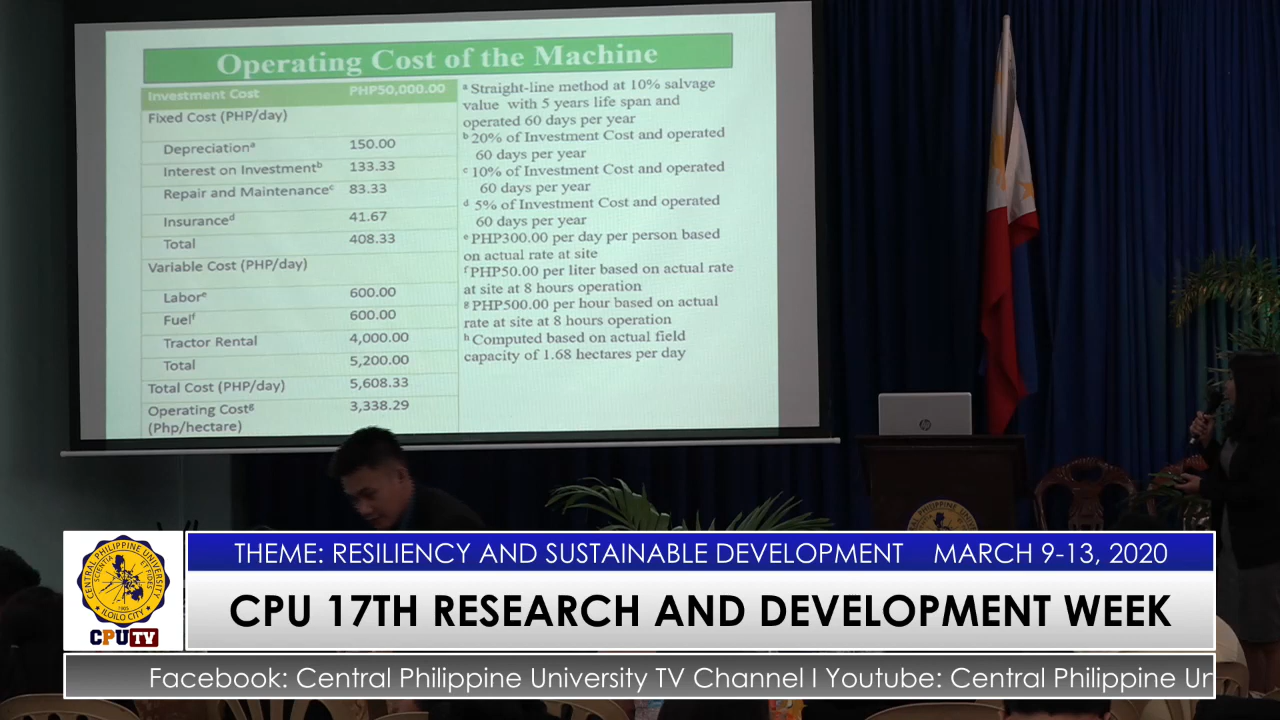 Operating Cost of the Machine
Investment Cost PHP50,000.00
Fixed Cost (PHP/day)
Depreciationᵃ 150.00
Interest on Investmentᵇ 133.33
Repair and Maintenanceᶜ 83.33
Insuranceᵈ 41.67
Total 408.33
Variable Cost (PHP/day)
Laborᵉ 600.00
Fuelᶠ 600.00
Tractor Rental 4,000.00
Total 5,200.00
Total Cost (PHP/day) 5,608.33
Operating Costᵍ 3,338.29
(Php/hectare)
ᵃ Straight-line method at 10% salvage
value with 5 years life span and
operated 60 days per year
ᵇ 20% of Investment Cost and operated
60 days per year
ᶜ 10% of Investment Cost and operated
60 days per year
ᵈ 5% of Investment Cost and operated
60 days per year
ᵉ PHP300.00 per day per person based
on actual rate at site
ᶠ PHP50.00 per liter based on actual rate
at site at 8 hours operation
ᵍ PHP500.00 per hour based on actual
rate at site at 8 hours operation
ʰ Computed based on actual field
capacity of 1.68 hectares per day
hp
CENTRAL PHILIPPINE UNIVERSITY
SCIENTIA ET FIDES
1905
ILOILO CITY
CPUTV
THEME: RESILIENCY AND SUSTAINABLE DEVELOPMENT MARCH 9-13, 2020
CPU 17TH RESEARCH AND DEVELOPMENT WEEK
Facebook: Central Philippine University TV Channel I Youtube: Central Philippine Un